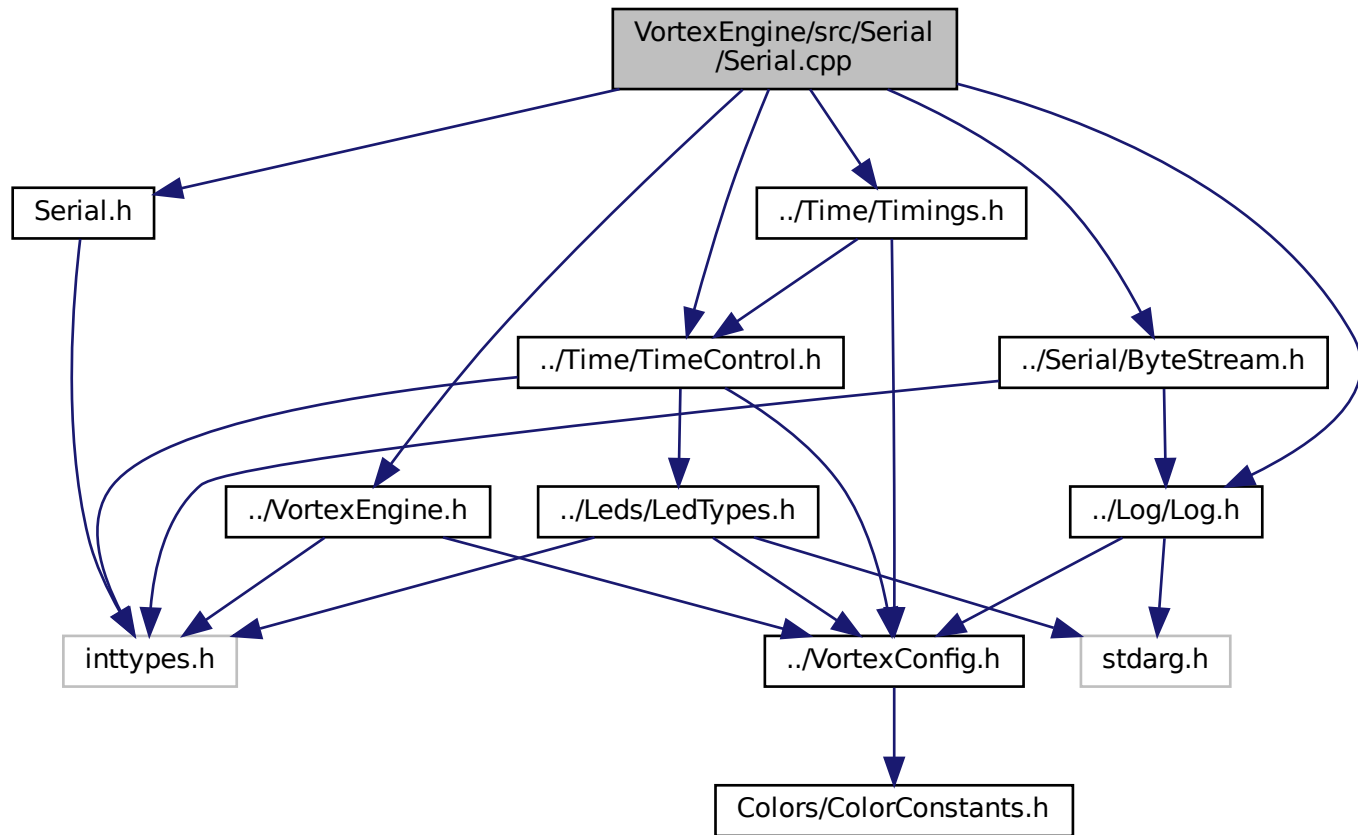 VortexEngine/src/Serial
/Serial.cpp
Serial.h
../Time/Timings.h
../Time/TimeControl.h
../Serial/ByteStream.h
../VortexEngine.h
../Leds/LedTypes.h
../Log/Log.h
inttypes.h
../VortexConfig.h
stdarg.h
Colors/ColorConstants.h